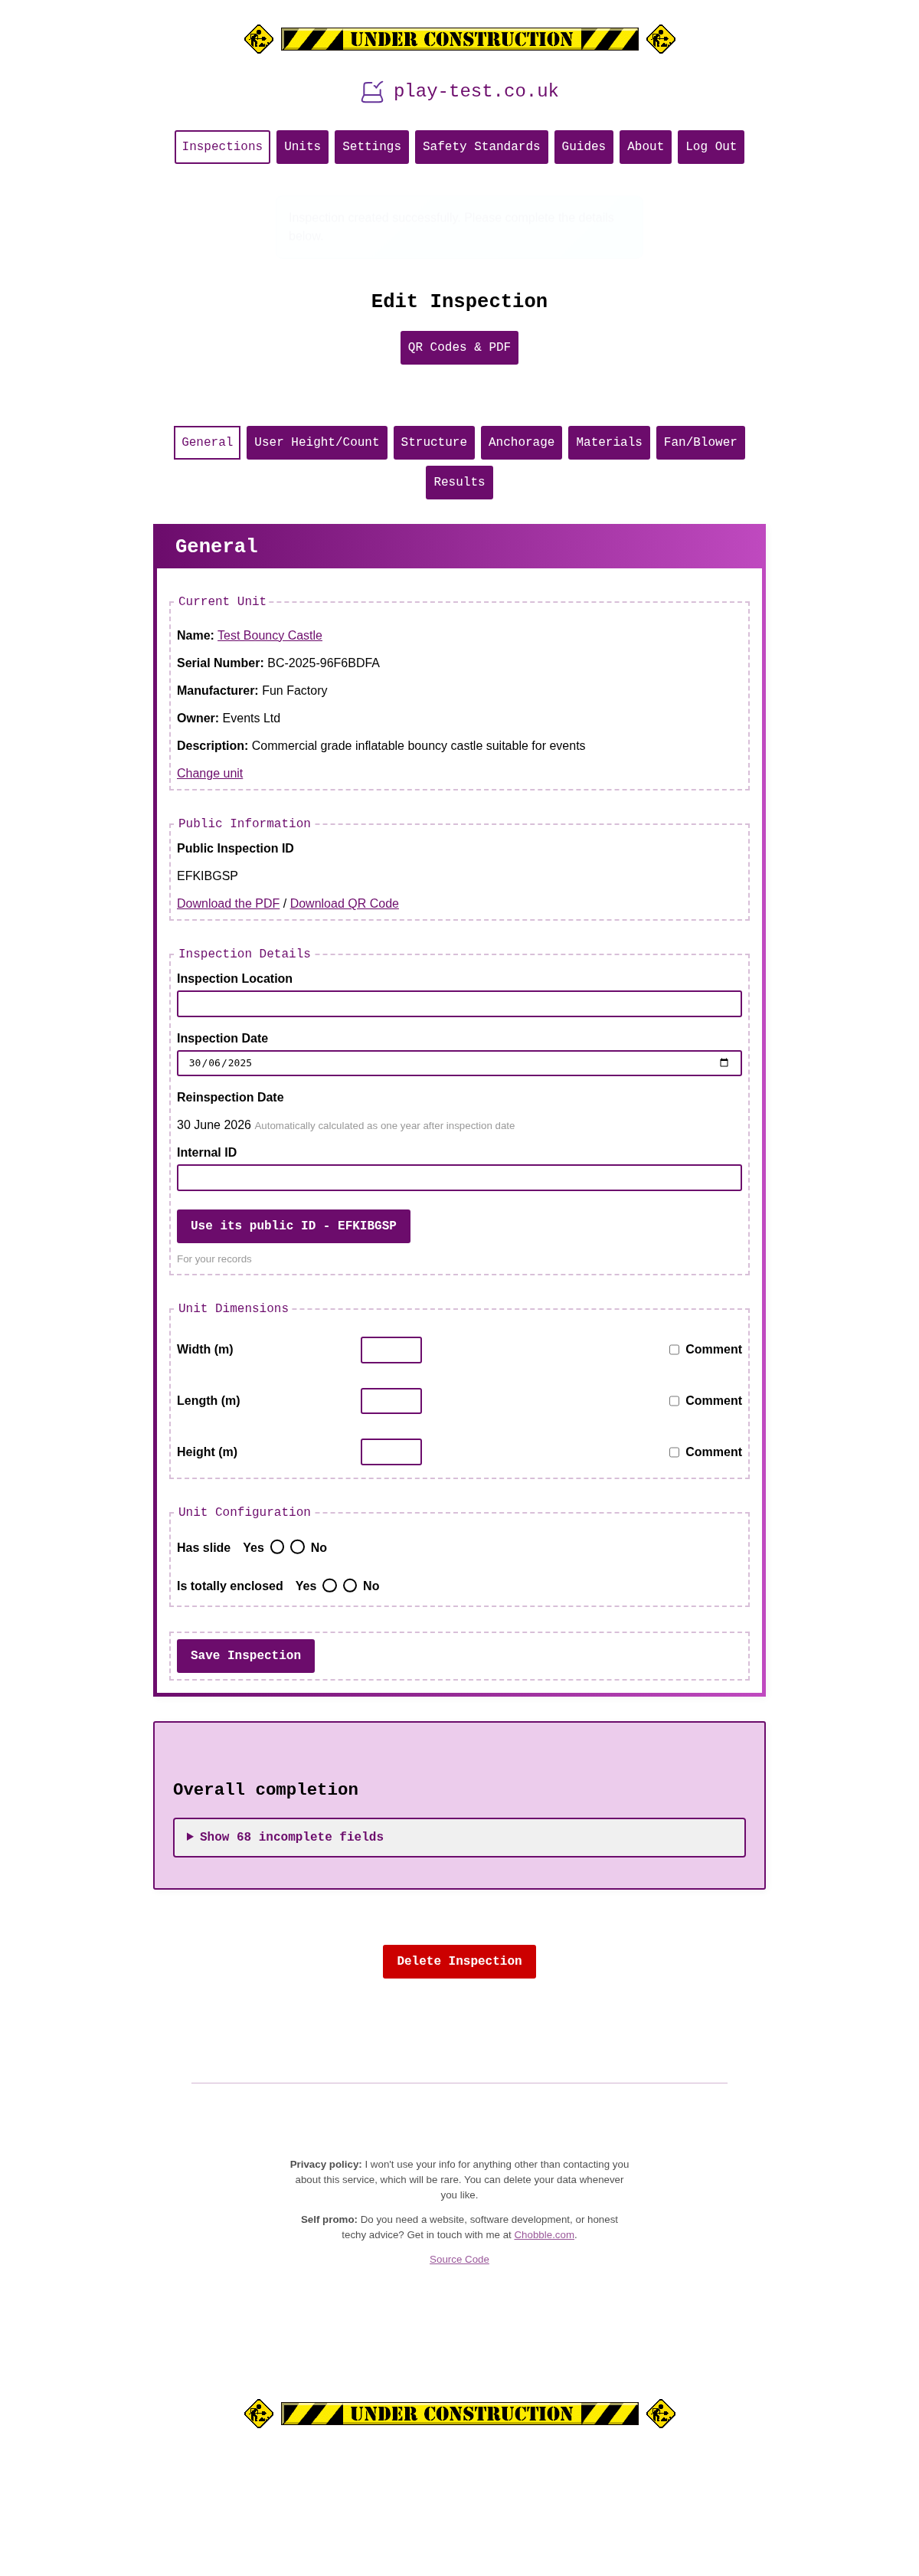 UNDER CONSTRUCTION
play-test.co.uk
Inspections Units Settings Safety Standards Guides About Log Out
Edit Inspection
QR Codes & PDF
General User Height/Count Structure Anchorage Materials Fan/Blower
Results
General
Current Unit
Name: Test Bouncy Castle
Serial Number: BC-2025-96F6BDFA
Manufacturer: Fun Factory
Owner: Events Ltd
Description: Commercial grade inflatable bouncy castle suitable for events
Change unit
Public Information
Public Inspection ID
EFKIBGSP
Download the PDF / Download QR Code
Inspection Details
Inspection Location
Inspection Date
30/06/2025
Reinspection Date
30 June 2026 Automatically calculated as one year after inspection date
Internal ID
Use its public ID - EFKIBGSP
For your records
Unit Dimensions
Width (m) Comment
Length (m) Comment
Height (m) Comment
Unit Configuration
Has slide Yes No
Is totally enclosed Yes No
Save Inspection
Overall completion
Show 68 incomplete fields
Delete Inspection
Privacy policy: I won't use your info for anything other than contacting you
about this service, which will be rare. You can delete your data whenever
you like.
Self promo: Do you need a website, software development, or honest
techy advice? Get in touch with me at Chobble.com.
Source Code
UNDER CONSTRUCTION